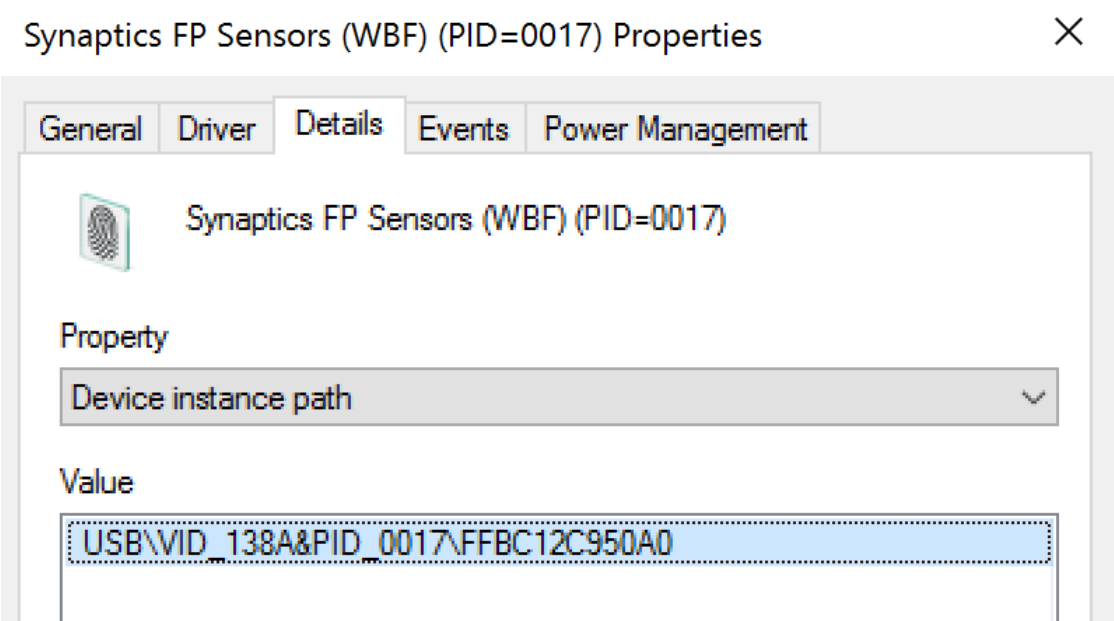 Synaptics FP Sensors (WBF) (PID=0017) Properties
General Driver Details Events Power Management
Synaptics FP Sensors (WBF) (PID=0017)
Property
Device instance path
Value
USB\VID_138A&PID_0017\FFBC12C950A0